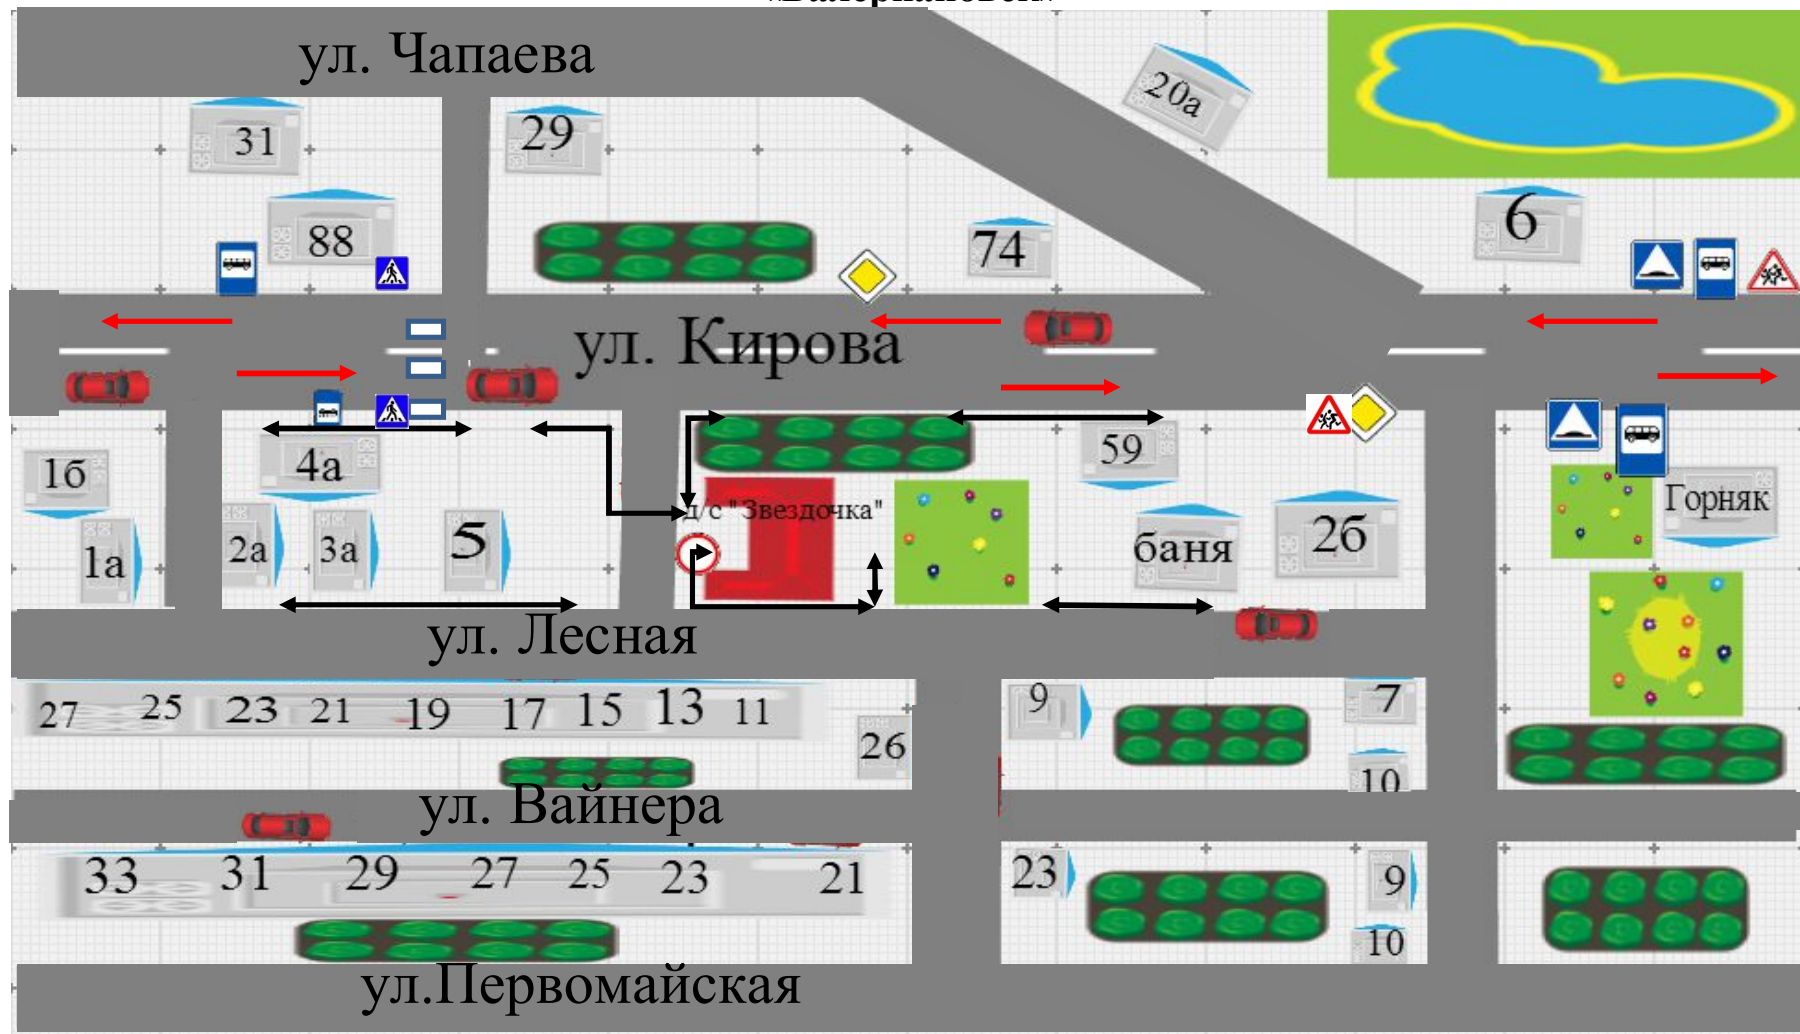 ул. Чапаева
20а
31
29
88
74
6
ул. Кирова
1б
4а
59
д/с "Звездочка"
Горняк
1а
2а
3а
5
баня
2б
ул. Лесная
27 25 23 21 19 17 15 13 11
9
7
26
10
ул. Вайнера
33 31 29 27 25 23 21
23
9
10
ул.Первомайская